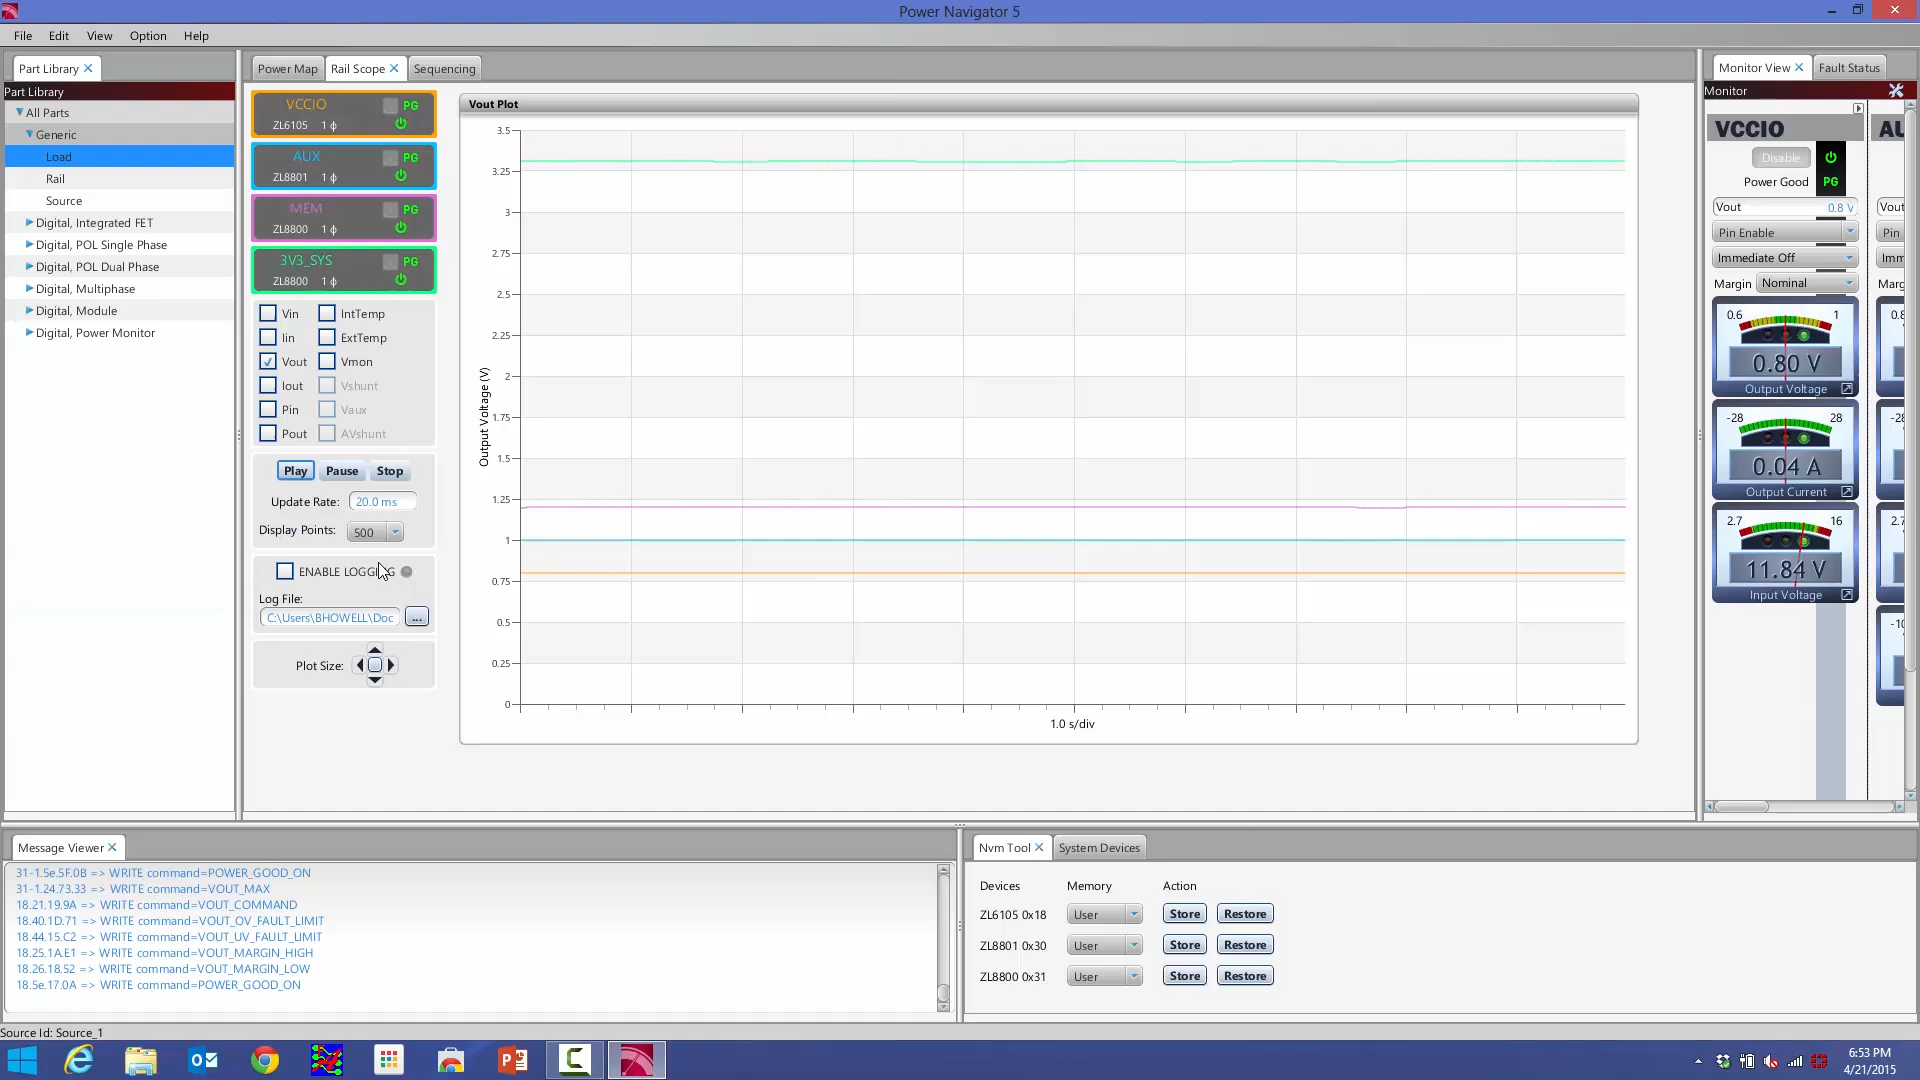 Power Navigator 5
File Edit View Option Help
Part Library
Part Library
All Parts
Generic
Load
Rail
Source
Digital, Integrated FET
Digital, POL Single Phase
Digital, POL Dual Phase
Digital, Multiphase
Digital, Module
Digital, Power Monitor
Power Map Rail Scope Sequencing
VCCIO PG
ZL6105 1 ϕ
AUX PG
ZL8801 1 ϕ
MEM PG
ZL8800 1 ϕ
3V3_SYS PG
ZL8800 1 ϕ
Vin IntTemp
Iin ExtTemp
Vout Vmon
Iout Vshunt
Pin Vaux
Pout AVshunt
Play Pause Stop
Update Rate: 20.0 ms
Display Points: 500
ENABLE LOGGING
Log File:
C:\Users\BHOWELL\Doc ...
Plot Size:
Vout Plot
Output Voltage (V)
3.5
3.25
3
2.75
2.5
2.25
2
1.75
1.5
1.25
1
0.75
0.5
0.25
0
1.0 s/div
Monitor View Fault Status
Monitor
VCCIO AU
Disable
Power Good PG
Vout 0.8 V Vout
Pin Enable Pin
Immediate Off Imm
Margin Nominal Marg
0.6 1 0.8
0.80 V
Output Voltage
-28 28 -28
0.04 A
Output Current
2.7 16 2.7
11.84 V
Input Voltage
-10
Message Viewer
31-1.5e.5F.0B => WRITE command=POWER_GOOD_ON
31-1.24.73.33 => WRITE command=VOUT_MAX
18.21.19.9A => WRITE command=VOUT_COMMAND
18.40.1D.71 => WRITE command=VOUT_OV_FAULT_LIMIT
18.44.15.C2 => WRITE command=VOUT_UV_FAULT_LIMIT
18.25.1A.E1 => WRITE command=VOUT_MARGIN_HIGH
18.26.18.52 => WRITE command=VOUT_MARGIN_LOW
18.5e.17.0A => WRITE command=POWER_GOOD_ON
Nvm Tool System Devices
Devices Memory Action
ZL6105 0x18 User Store Restore
ZL8801 0x30 User Store Restore
ZL8800 0x31 User Store Restore
Source Id: Source_1
6:53 PM
4/21/2015